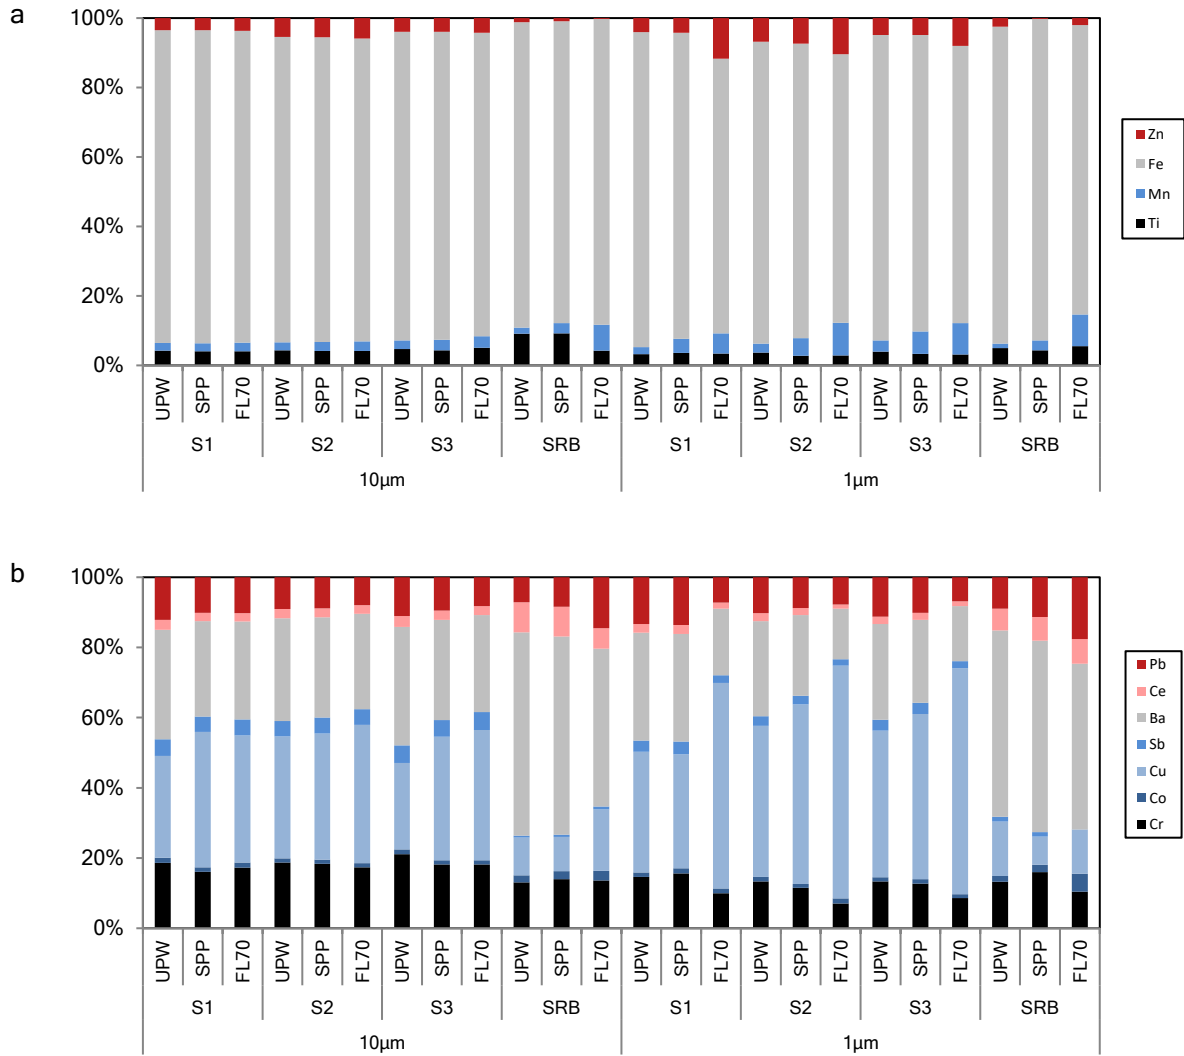 a
100%
80%
60%
40%
20%
0%
Zn
Fe
Mn
Ti
UPW SPP FL70 UPW SPP FL70 UPW SPP FL70 UPW SPP FL70 UPW SPP FL70 UPW SPP FL70 UPW SPP FL70 UPW SPP FL70
S1 S2 S3 SRB S1 S2 S3 SRB
10µm 1µm
b
100%
80%
60%
40%
20%
0%
Pb
Ce
Ba
Sb
Cu
Co
Cr
UPW SPP FL70 UPW SPP FL70 UPW SPP FL70 UPW SPP FL70 UPW SPP FL70 UPW SPP FL70 UPW SPP FL70 UPW SPP FL70
S1 S2 S3 SRB S1 S2 S3 SRB
10µm 1µm